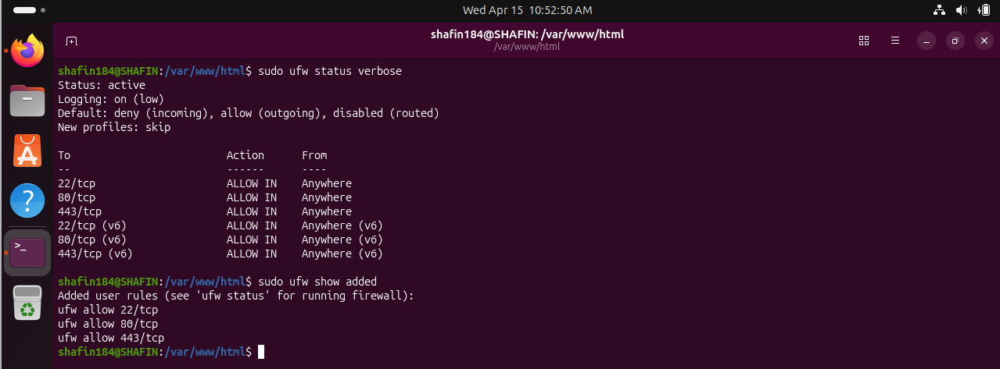 Wed Apr 15  10:52:50 AM
shafin184@SHAFIN: /var/www/html
/var/www/html
shafin184@SHAFIN:/var/www/html$ sudo ufw status verbose
Status: active
Logging: on (low)
Default: deny (incoming), allow (outgoing), disabled (routed)
New profiles: skip

To                         Action      From
--                         ------      ----
22/tcp                     ALLOW IN    Anywhere
80/tcp                     ALLOW IN    Anywhere
443/tcp                    ALLOW IN    Anywhere
22/tcp (v6)                ALLOW IN    Anywhere (v6)
80/tcp (v6)                ALLOW IN    Anywhere (v6)
443/tcp (v6)               ALLOW IN    Anywhere (v6)

shafin184@SHAFIN:/var/www/html$ sudo ufw show added
Added user rules (see 'ufw status' for running firewall):
ufw allow 22/tcp
ufw allow 80/tcp
ufw allow 443/tcp
shafin184@SHAFIN:/var/www/html$